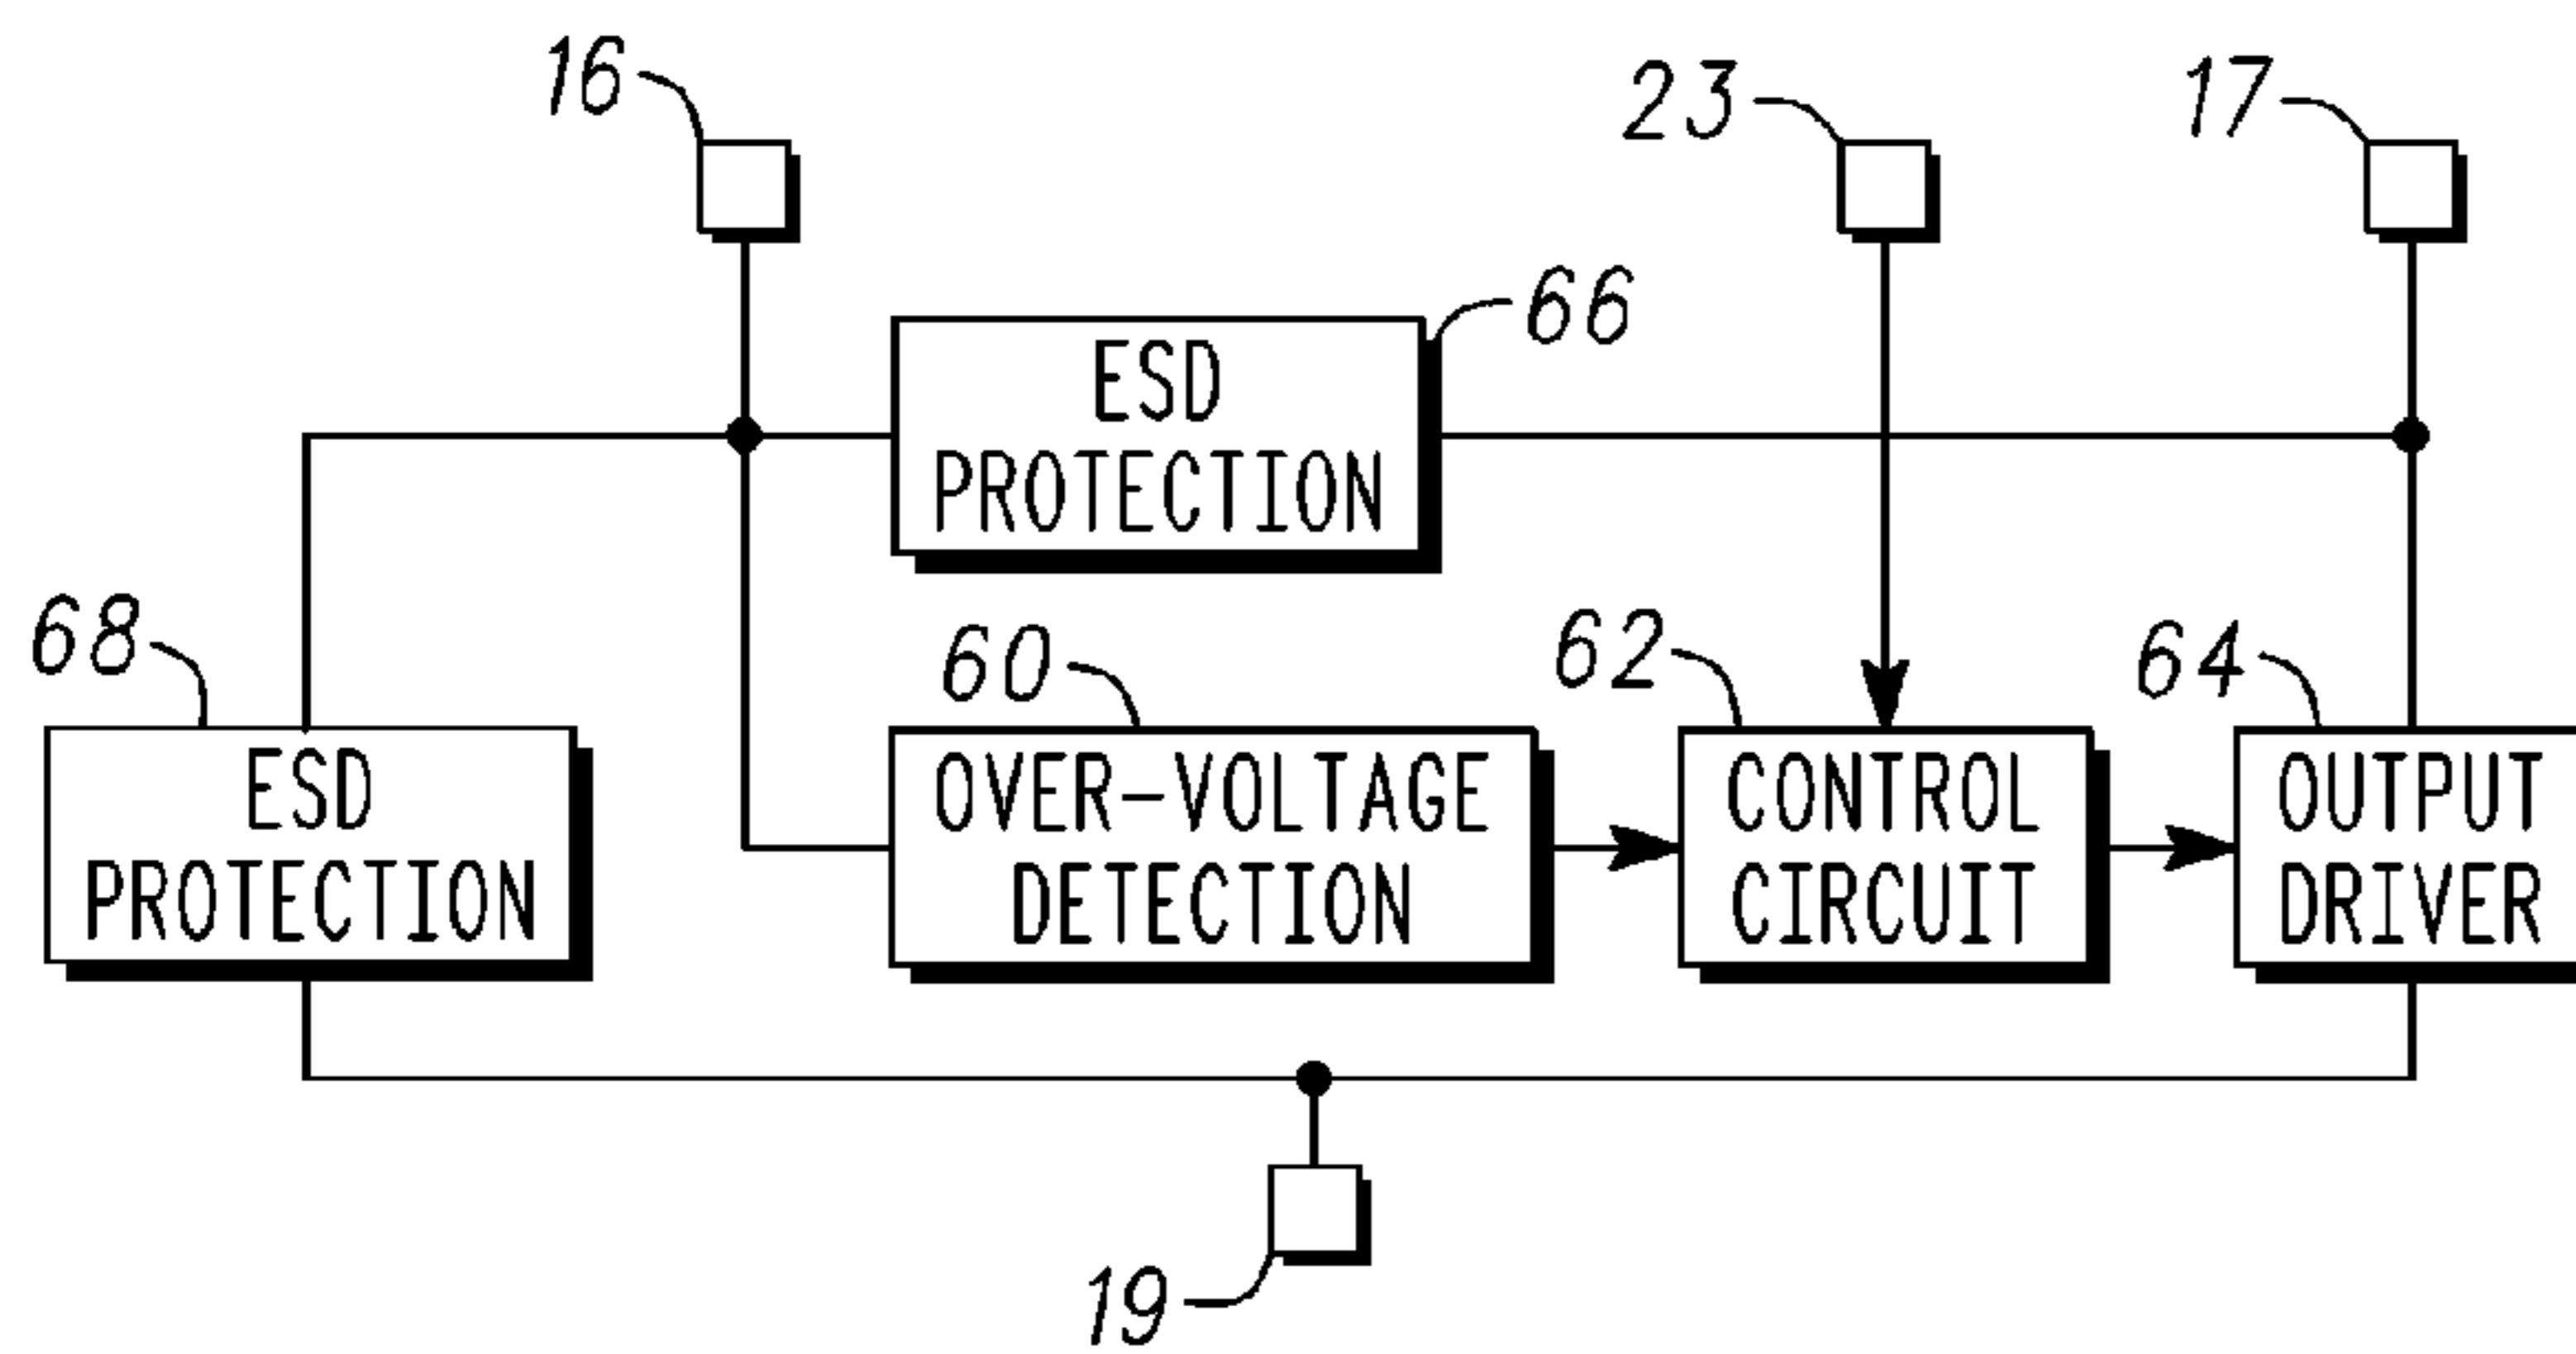 16
23
17
66
ESD
PROTECTION
68
60
62
64
ESD
PROTECTION
OVER-VOLTAGE
DETECTION
CONTROL
CIRCUIT
OUTPUT
DRIVER
19